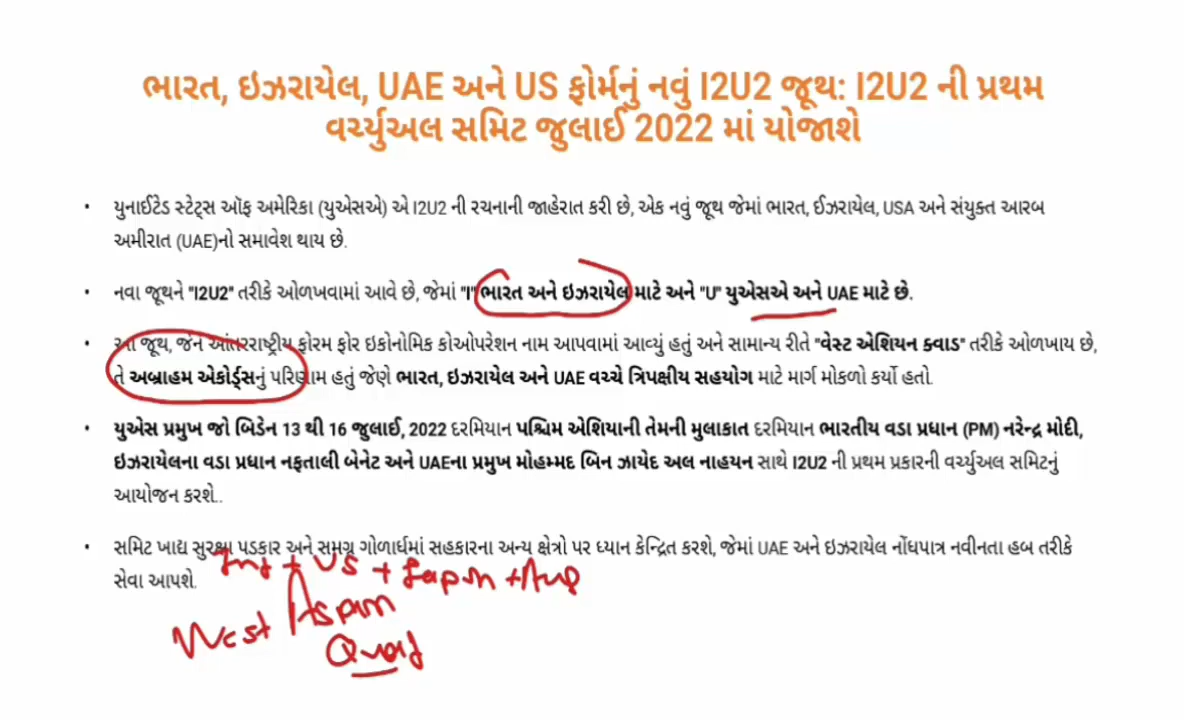 ભારત, ઇઝરાયેલ, UAE અને US ફોર્મનું નવું I2U2 જૂથ: I2U2 ની પ્રથમ
વર્ચ્યુઅલ સમિટ જુલાઈ 2022 માં યોજાશે
• યુનાઈટેડ સ્ટેટ્સ ઑફ અમેરિકા (યુએસએ) એ I2U2 ની રચનાની જાહેરાત કરી છે, એક નવું જૂથ જેમાં ભારત, ઈઝરાયેલ, USA અને સંયુક્ત આરબ
અમીરાત (UAE)નો સમાવેશ થાય છે.
• નવા જૂથને "I2U2" તરીકે ઓળખવામાં આવે છે, જેમાં "I" ભારત અને ઇઝરાયેલ માટે અને "U" યુએસએ અને UAE માટે છે.
• આ જૂથ, જેને આંતરરાષ્ટ્રીય ફોરમ ફોર ઇકોનોમિક કોઓપરેશન નામ આપવામાં આવ્યું હતું અને સામાન્ય રીતે "વેસ્ટ એશિયન ક્વાડ" તરીકે ઓળખાય છે,
તે અબ્રાહમ એકોર્ડ્સનું પરિણામ હતું જેણે ભારત, ઇઝરાયેલ અને UAE વચ્ચે ત્રિપક્ષીય સહયોગ માટે માર્ગ મોકળો કર્યો હતો.
• યુએસ પ્રમુખ જો બિડેન 13 થી 16 જુલાઈ, 2022 દરમિયાન પશ્ચિમ એશિયાની તેમની મુલાકાત દરમિયાન ભારતીય વડા પ્રધાન (PM) નરેન્દ્ર મોદી,
ઇઝરાયેલના વડા પ્રધાન નફતાલી બેનેટ અને UAEના પ્રમુખ મોહમ્મદ બિન ઝાયેદ અલ નાહયન સાથે I2U2 ની પ્રથમ પ્રકારની વર્ચ્યુઅલ સમિટનું
આયોજન કરશે..
• સમિટ ખાદ્ય સુરક્ષા પડકાર અને સમગ્ર ગોળાર્ધમાં સહકારના અન્ય ક્ષેત્રો પર ધ્યાન કેન્દ્રિત કરશે, જેમાં UAE અને ઇઝરાયેલ નોંધપાત્ર નવીનતા હબ તરીકે
સેવા આપશે.
+ US + Japan +
West Asian
Quad